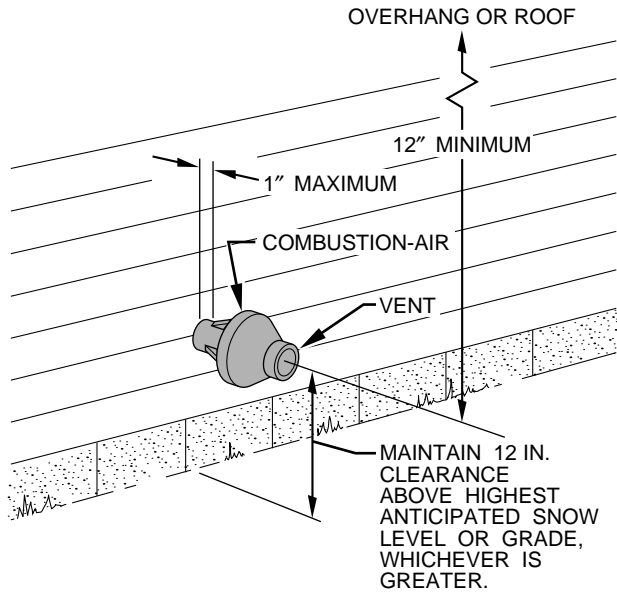 OVERHANG OR ROOF
12″ MINIMUM
1″ MAXIMUM
COMBUSTION-AIR
VENT
MAINTAIN 12 IN.
CLEARANCE
ABOVE HIGHEST
ANTICIPATED SNOW
LEVEL OR GRADE,
WHICHEVER IS
GREATER.